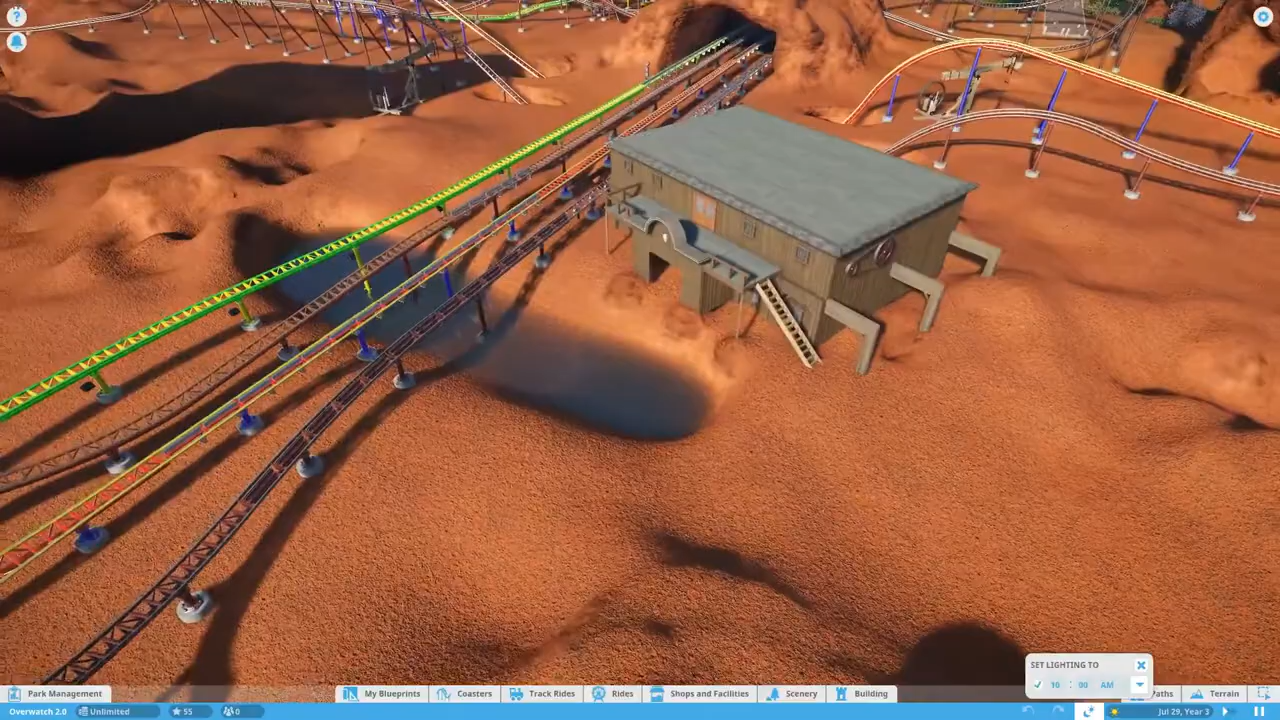 SET LIGHTING TO
10 : 00 AM
Park Management
My Blueprints
Coasters
Track Rides
Rides
Shops and Facilities
Scenery
Building
Paths
Terrain
Overwatch 2.0
Unlimited
55
0
Jul 29, Year 3